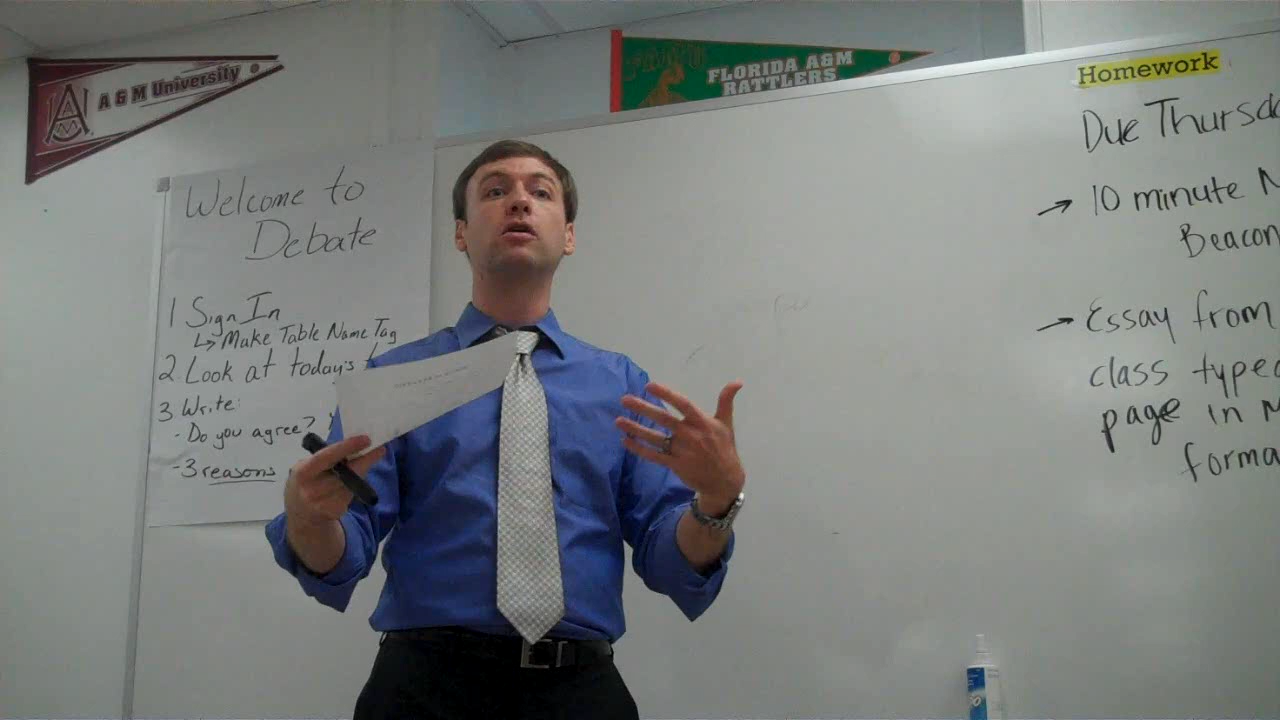 A & M University
FLORIDA A&M
RATTLERS
Welcome to
Debate
1 Sign In
↳ Make Table Name Tag
2. Look at today's
3 Write:
- Do you agree?
- 3 reasons
Homework
Due Thursda
→ 10 minute
Beacon
→ Essay from
class typed
page in M
forma